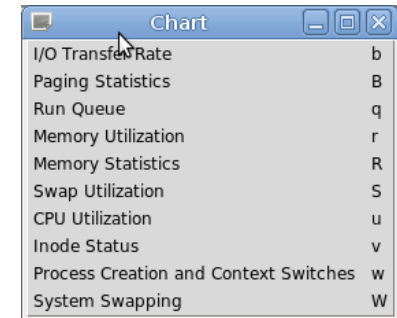 Chart
I/O Transfer Rate b
Paging Statistics B
Run Queue q
Memory Utilization r
Memory Statistics R
Swap Utilization S
CPU Utilization u
Inode Status v
Process Creation and Context Switches w
System Swapping W